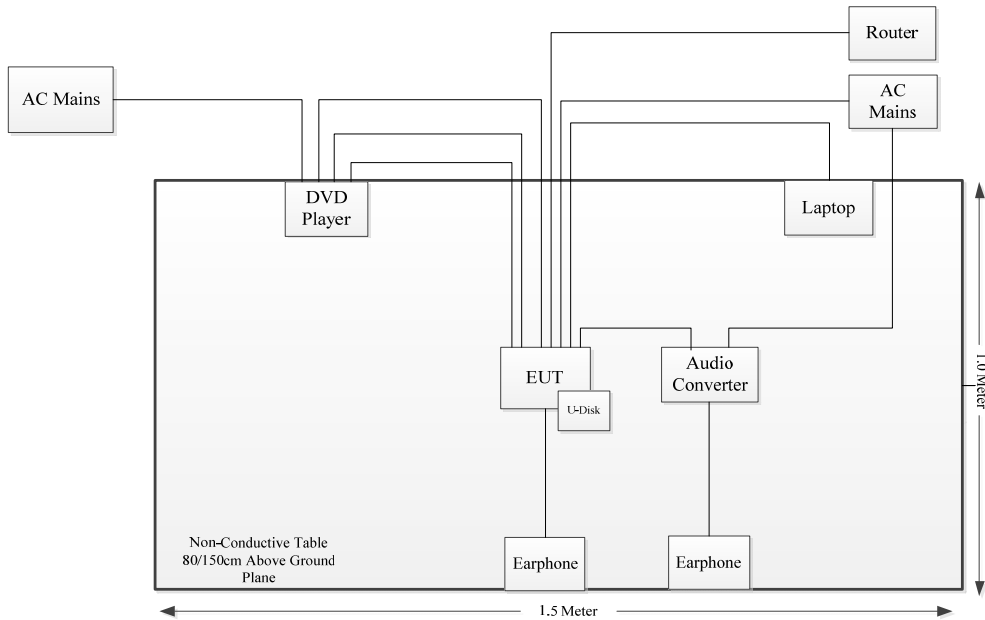 Router
AC Mains
AC
Mains
DVD
Player
Laptop
EUT
U-Disk
Audio
Converter
1.0 Meter
Non-Conductive Table
80/150cm Above Ground
Plane
Earphone
Earphone
1.5 Meter